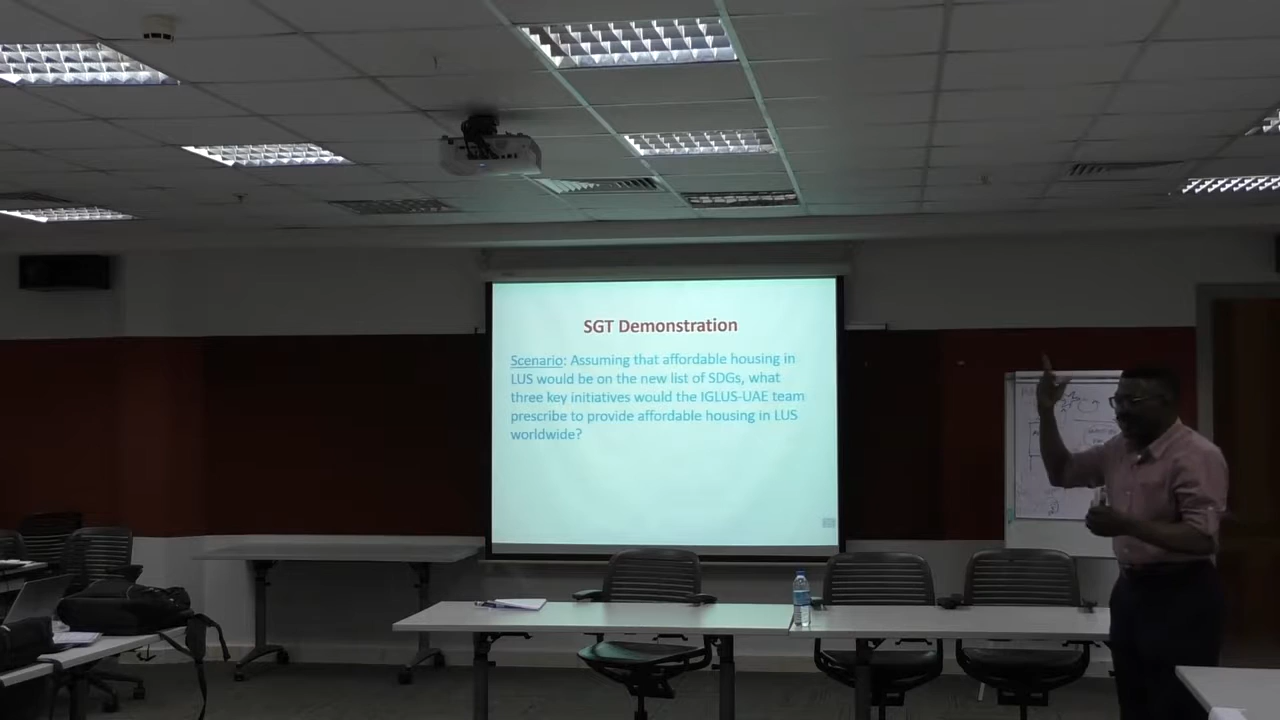 SGT Demonstration
Scenario: Assuming that affordable housing in
LUS would be on the new list of SDGs, what
three key initiatives would the IGLUS-UAE team
prescribe to provide affordable housing in LUS
worldwide?